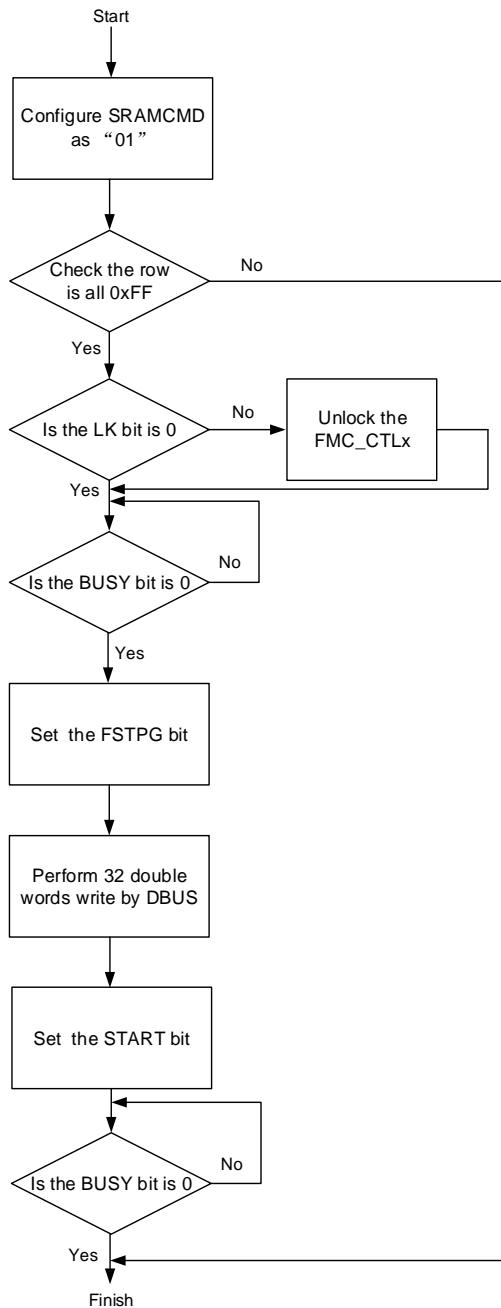 Start
Configure SRAMCMD
as “01”
Check the row
is all 0xFF
No
Yes
Is the LK bit is 0
No
Unlock the
FMC_CTLx
Yes
Is the BUSY bit is 0
No
Yes
Set the FSTPG bit
Perform 32 double
words write by DBUS
Set the START bit
Is the BUSY bit is 0
No
Yes
Finish